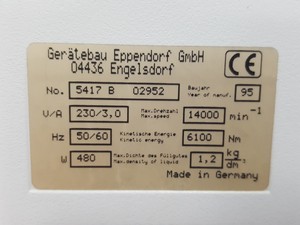 Gerätebau Eppendorf GmbH
04436 Engelsdorf
CE
No. 5417 B 02952 Baujahr Year of manuf. 95
V/A 230/3,0 Max.Drehzahl Max.speed 14000 min⁻¹
Hz 50/60 Kinetische Energie Kinetic energy 6100 Nm
W 480 Max.Dichte des Füllgutes Max.density of liquid 1,2 kg/dm³
Made in Germany